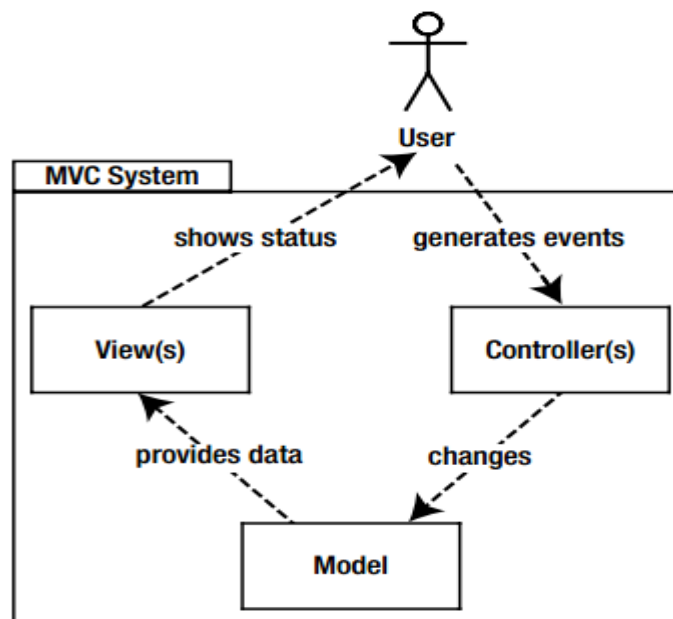 User
MVC System
shows status
generates events
View(s)
Controller(s)
provides data
changes
Model